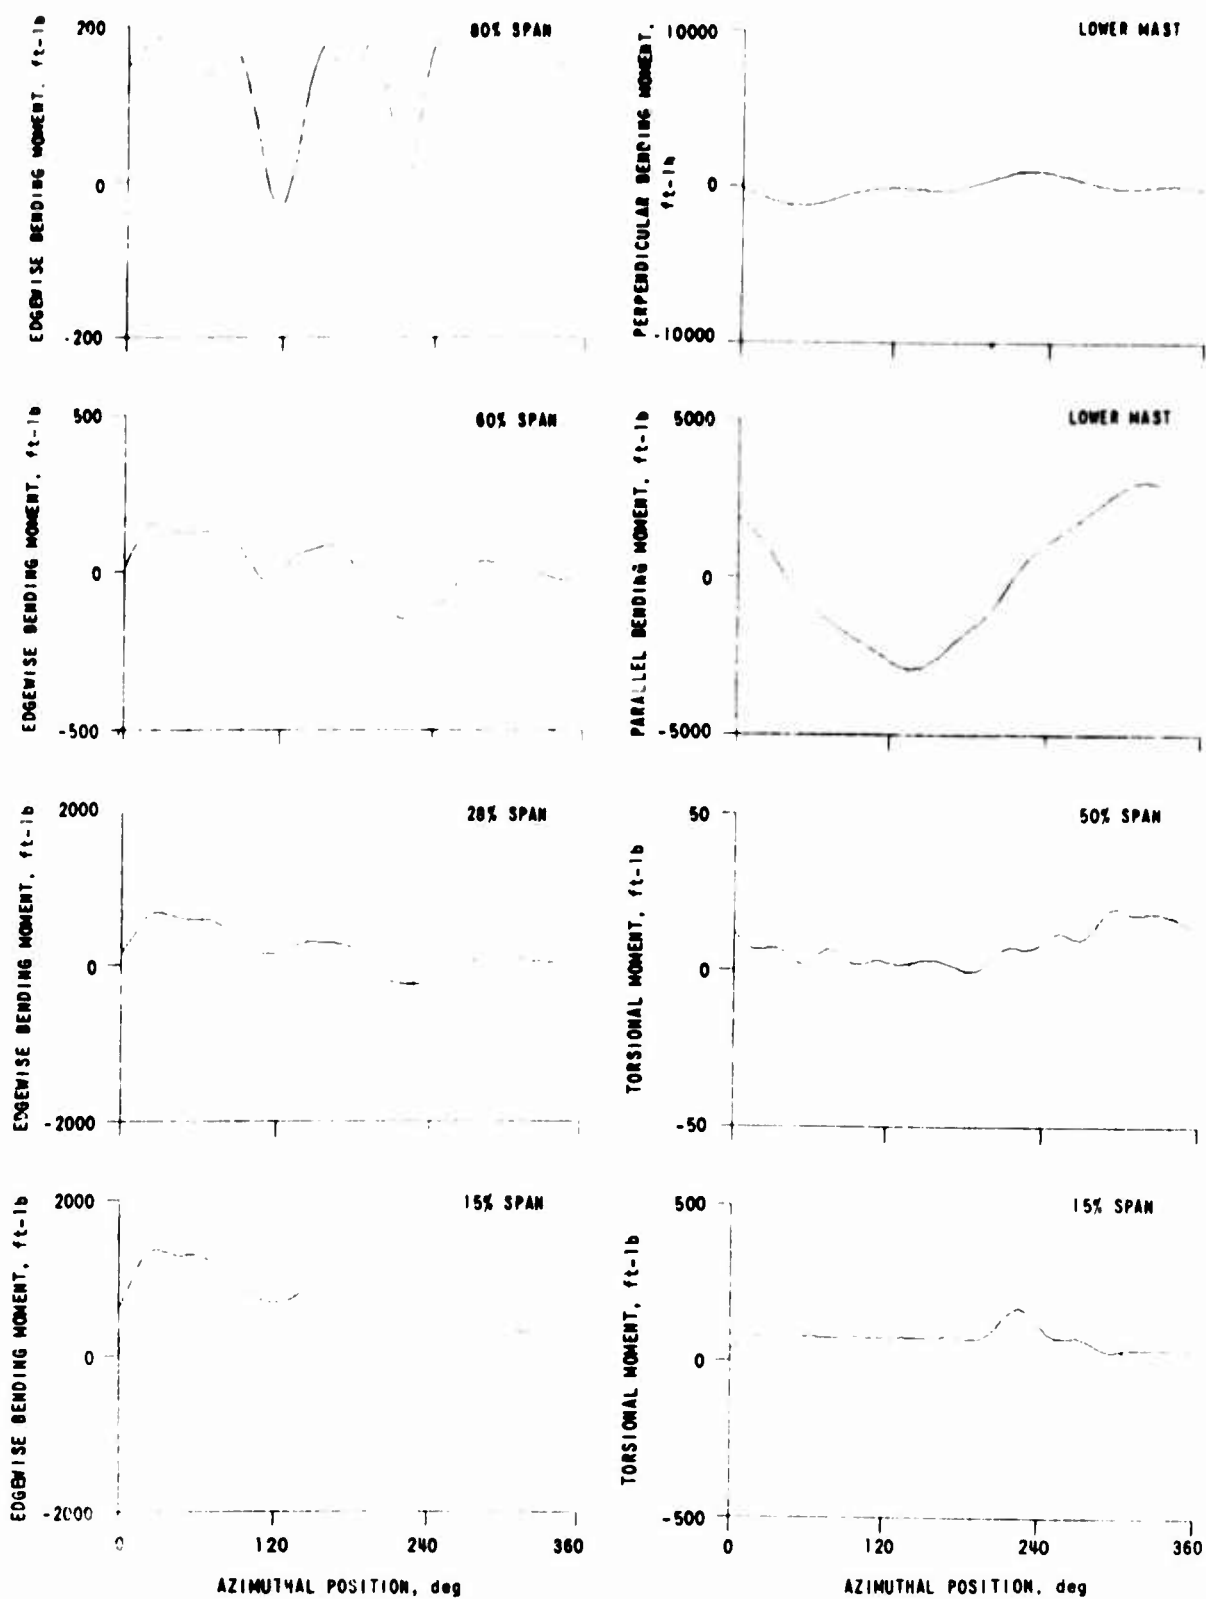 EDGEWISE BENDING MOMENT, ft-lb
200
0
-200
80% SPAN
PERPENDICULAR BENDING MOMENT,
ft-lb
10000
0
-10000
LOWER MAST
EDGEWISE BENDING MOMENT, ft-lb
500
0
-500
60% SPAN
PARALLEL BENDING MOMENT, ft-lb
5000
0
-5000
LOWER MAST
EDGEWISE BENDING MOMENT, ft-lb
2000
0
-2000
28% SPAN
TORSIONAL MOMENT, ft-lb
50
0
-50
50% SPAN
EDGEWISE BENDING MOMENT, ft-lb
2000
0
-2000
15% SPAN
0 120 240 360
AZIMUTHAL POSITION, deg
TORSIONAL MOMENT, ft-lb
500
0
-500
15% SPAN
0 120 240 360
AZIMUTHAL POSITION, deg